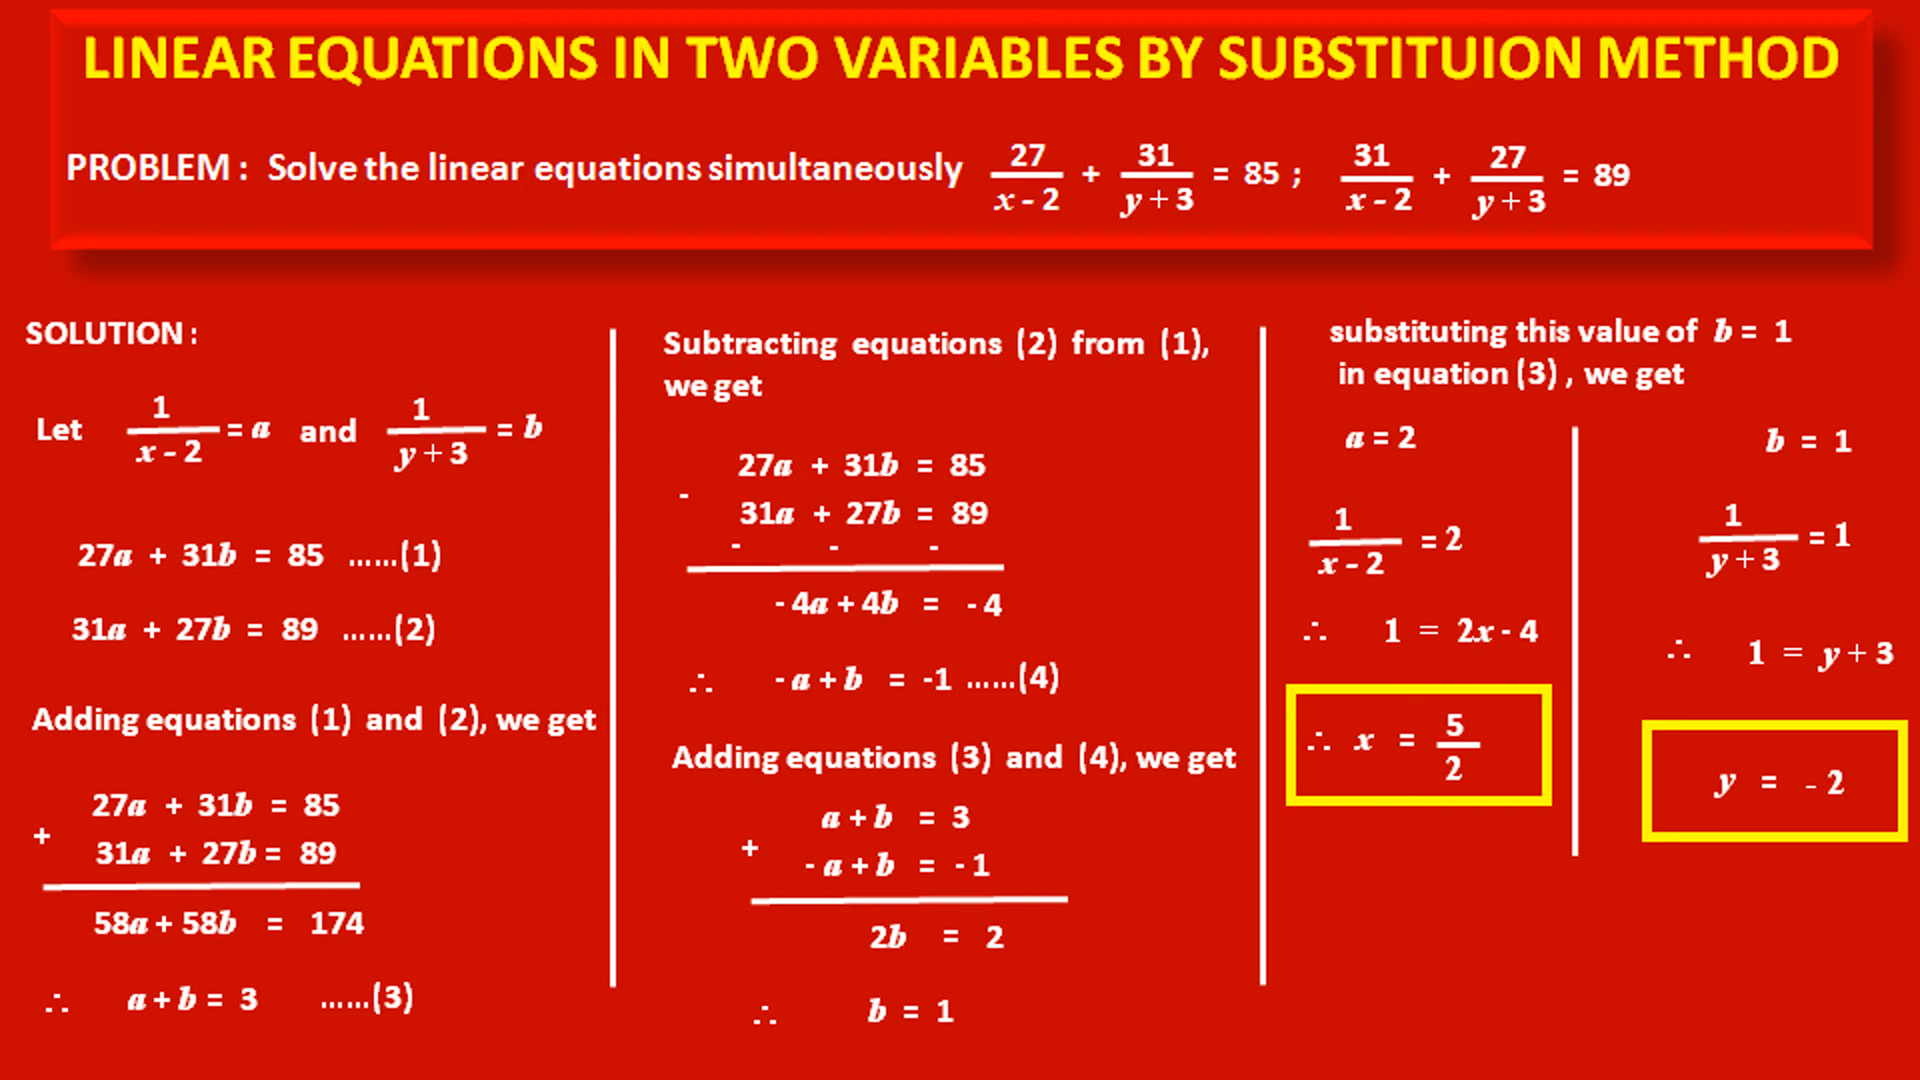 LINEAR EQUATIONS IN TWO VARIABLES BY SUBSTITUION METHOD
PROBLEM : Solve the linear equations simultaneously 27/(x - 2) + 31/(y + 3) = 85 ; 31/(x - 2) + 27/(y + 3) = 89
SOLUTION :
Let 1/(x - 2) = a and 1/(y + 3) = b
27a + 31b = 85 ......(1)
31a + 27b = 89 ......(2)
Adding equations (1) and (2), we get
27a + 31b = 85
+
31a + 27b = 89
58a + 58b = 174
∴ a + b = 3 ......(3)
Subtracting equations (2) from (1),
we get
27a + 31b = 85
-
31a + 27b = 89
- - -
- 4a + 4b = - 4
∴ - a + b = -1 ......(4)
Adding equations (3) and (4), we get
a + b = 3
+
- a + b = - 1
2b = 2
∴ b = 1
substituting this value of b = 1
in equation (3) , we get
a = 2
1/(x - 2) = 2
∴ 1 = 2x - 4
∴ x = 5/2
b = 1
1/(y + 3) = 1
∴ 1 = y + 3
y = - 2